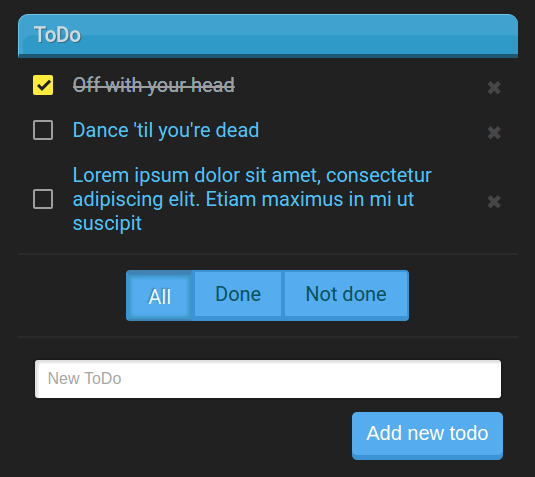 ToDo
Off with your head
Dance 'til you're dead
Lorem ipsum dolor sit amet, consectetur
adipiscing elit. Etiam maximus in mi ut
suscipit
All Done Not done
New ToDo
Add new todo